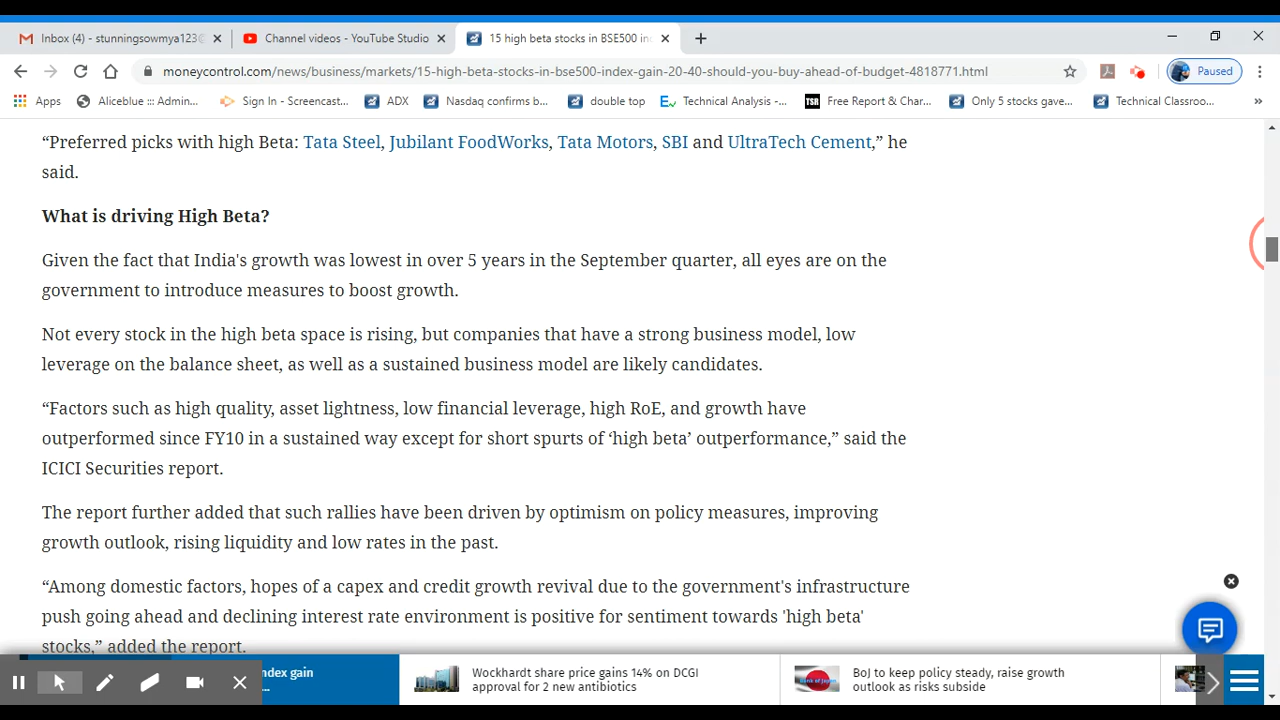 Inbox (4) - stunningsowmya123@
Channel videos - YouTube Studio
15 high beta stocks in BSE500 in
moneycontrol.com/news/business/markets/15-high-beta-stocks-in-bse500-index-gain-20-40-should-you-buy-ahead-of-budget-4818771.html
Paused
Apps
Aliceblue ::: Admin...
Sign In - Screencast...
ADX
Nasdaq confirms b...
double top
Technical Analysis -...
TSR
Free Report & Char...
Only 5 stocks gave...
Technical Classroo...
“Preferred picks with high Beta: Tata Steel, Jubilant FoodWorks, Tata Motors, SBI and UltraTech Cement,” he
said.
What is driving High Beta?
Given the fact that India's growth was lowest in over 5 years in the September quarter, all eyes are on the
government to introduce measures to boost growth.
Not every stock in the high beta space is rising, but companies that have a strong business model, low
leverage on the balance sheet, as well as a sustained business model are likely candidates.
“Factors such as high quality, asset lightness, low financial leverage, high RoE, and growth have
outperformed since FY10 in a sustained way except for short spurts of ‘high beta’ outperformance,” said the
ICICI Securities report.
The report further added that such rallies have been driven by optimism on policy measures, improving
growth outlook, rising liquidity and low rates in the past.
“Among domestic factors, hopes of a capex and credit growth revival due to the government's infrastructure
push going ahead and declining interest rate environment is positive for sentiment towards 'high beta'
stocks,” added the report.
ndex gain
...
Wockhardt share price gains 14% on DCGI
approval for 2 new antibiotics
BoJ to keep policy steady, raise growth
outlook as risks subside